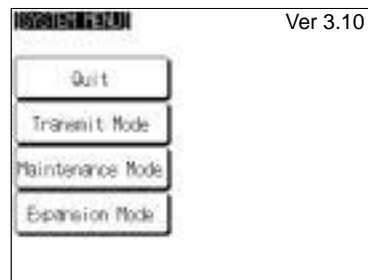 [SYSTEM MENU]
Ver 3.10
Quit
Transmit Mode
Maintenance Mode
Expansion Mode